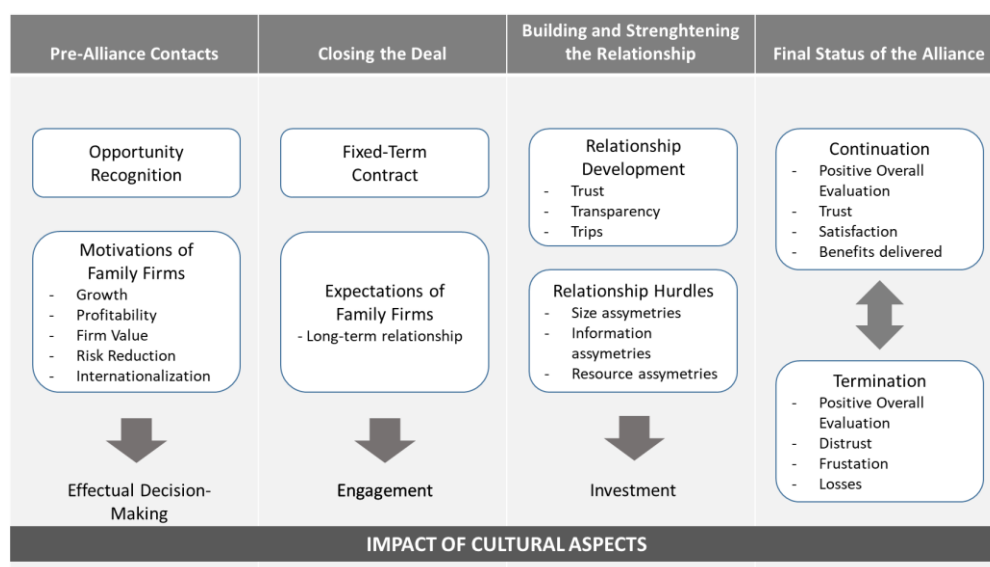 Pre-Alliance Contacts
Closing the Deal
Building and Strenghtening
the Relationship
Final Status of the Alliance
Opportunity
Recognition
Motivations of
Family Firms
- Growth
- Profitability
- Firm Value
- Risk Reduction
- Internationalization
Effectual Decision-
Making
Fixed-Term
Contract
Expectations of
Family Firms
- Long-term relationship
Engagement
Relationship
Development
- Trust
- Transparency
- Trips
Relationship Hurdles
- Size assymetries
- Information
assymetries
- Resource assymetries
Investment
Continuation
- Positive Overall
Evaluation
- Trust
- Satisfaction
- Benefits delivered
Termination
- Positive Overall
Evaluation
- Distrust
- Frustation
- Losses
IMPACT OF CULTURAL ASPECTS